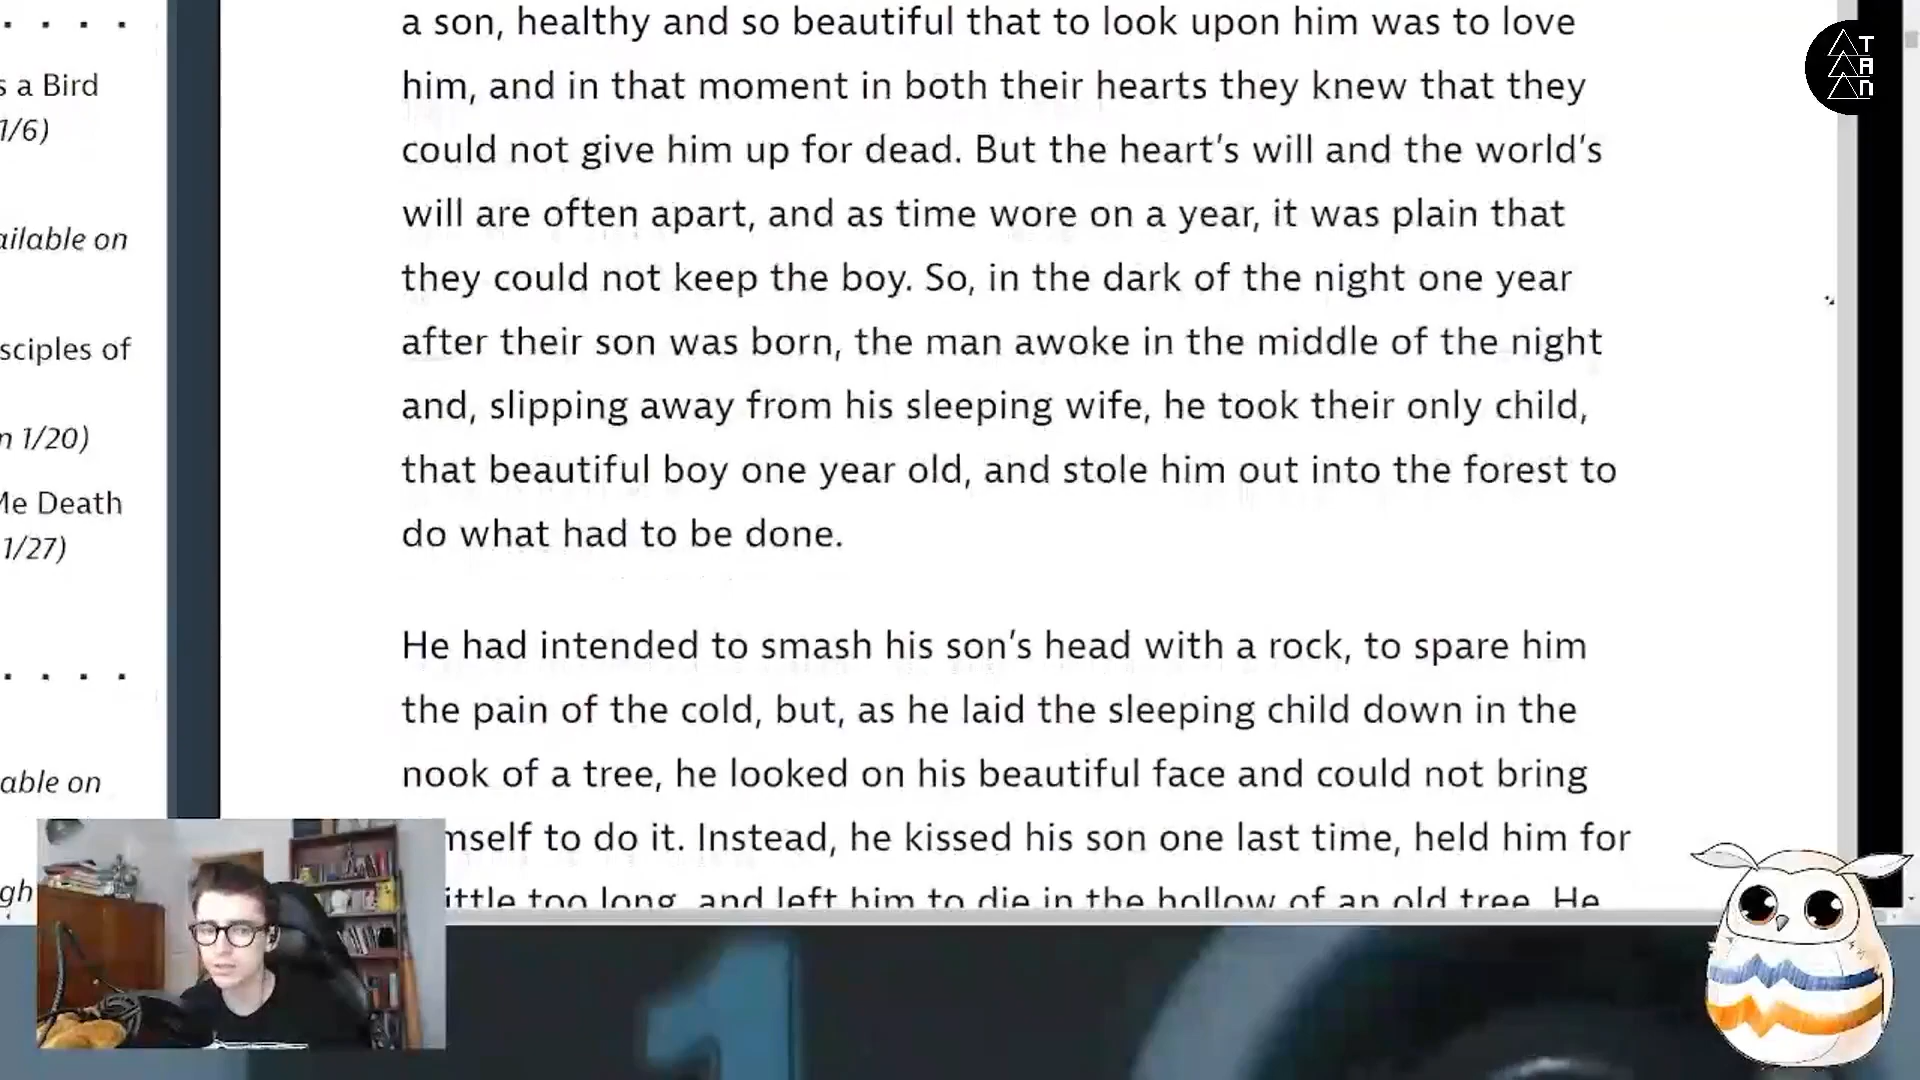 s a Bird
1/6)
ailable on
sciples of
n 1/20)
Me Death
1/27)
able on
gh
a son, healthy and so beautiful that to look upon him was to love
him, and in that moment in both their hearts they knew that they
could not give him up for dead. But the heart’s will and the world’s
will are often apart, and as time wore on a year, it was plain that
they could not keep the boy. So, in the dark of the night one year
after their son was born, the man awoke in the middle of the night
and, slipping away from his sleeping wife, he took their only child,
that beautiful boy one year old, and stole him out into the forest to
do what had to be done.
He had intended to smash his son’s head with a rock, to spare him
the pain of the cold, but, as he laid the sleeping child down in the
nook of a tree, he looked on his beautiful face and could not bring
mself to do it. Instead, he kissed his son one last time, held him for
ittle too long, and left him to die in the hollow of an old tree. He
TAN
1